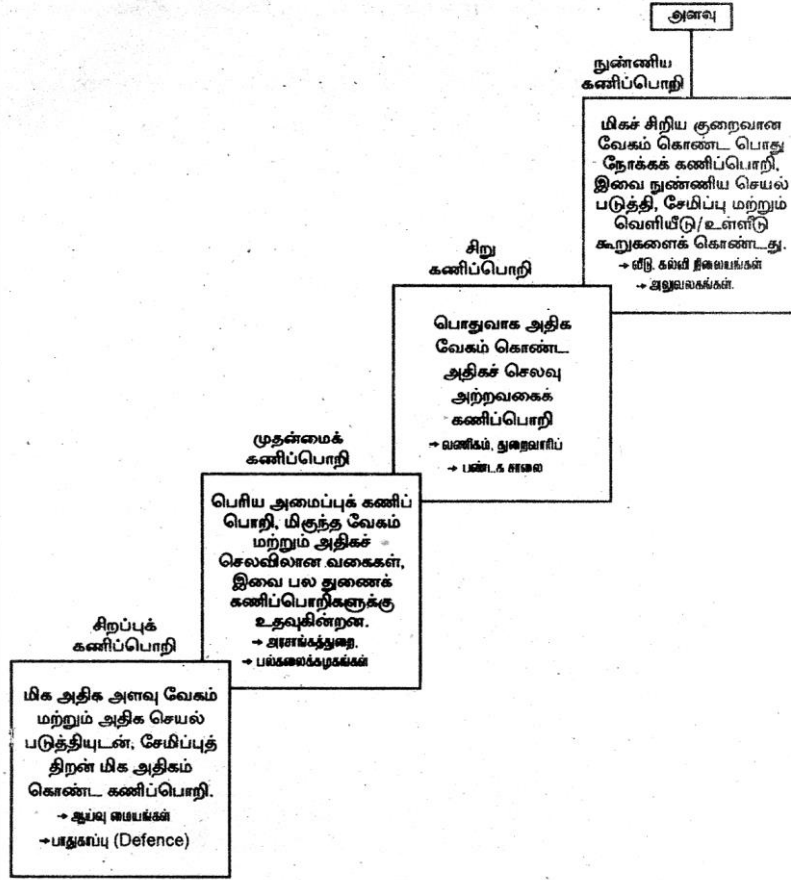 அளவு
நுண்ணிய
கணிப்பொறி
மிகச் சிறிய குறைவான
வேகம் கொண்ட பொது
நோக்கக் கணிப்பொறி,
இவை நுண்ணிய செயல்
படுத்தி, சேமிப்பு மற்றும்
வெளியீடு/உள்ளீடு
கூறுகளைக் கொண்டது.
→ வீடு, கல்வி நிலையங்கள்
→ அலுவலகங்கள்.
சிறு
கணிப்பொறி
பொதுவாக அதிக
வேகம் கொண்ட.
அதிகச் செலவு
அற்றவகைக்
கணிப்பொறி
→ வணிகம், துறைவாரிப்
→ பண்டக சாலை
முதன்மைக்
கணிப்பொறி
பெரிய அமைப்புக் கணிப்
பொறி, மிகுந்த வேகம்
மற்றும் அதிகச்
செலவிலான வகைகள்,
இவை பல துணைக்
கணிப்பொறிகளுக்கு
உதவுகின்றன.
→ அரசாங்கத்துறை,
→ பல்கலைக்கழகங்கள்
சிறப்புக்
கணிப்பொறி
மிக அதிக அளவு வேகம்
மற்றும் அதிக செயல்
படுத்தியுடன், சேமிப்புத்
திறன் மிக அதிகம்
கொண்ட கணிப்பொறி.
→ ஆய்வு மையங்கள்
→பாதுகாப்பு (Defence)